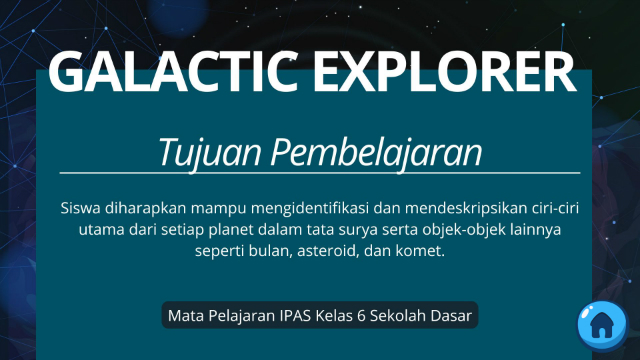 GALACTIC EXPLORER
Tujuan Pembelajaran
Siswa diharapkan mampu mengidentifikasi dan mendeskripsikan ciri-ciri
utama dari setiap planet dalam tata surya serta objek-objek lainnya
seperti bulan, asteroid, dan komet.
Mata Pelajaran IPAS Kelas 6 Sekolah Dasar